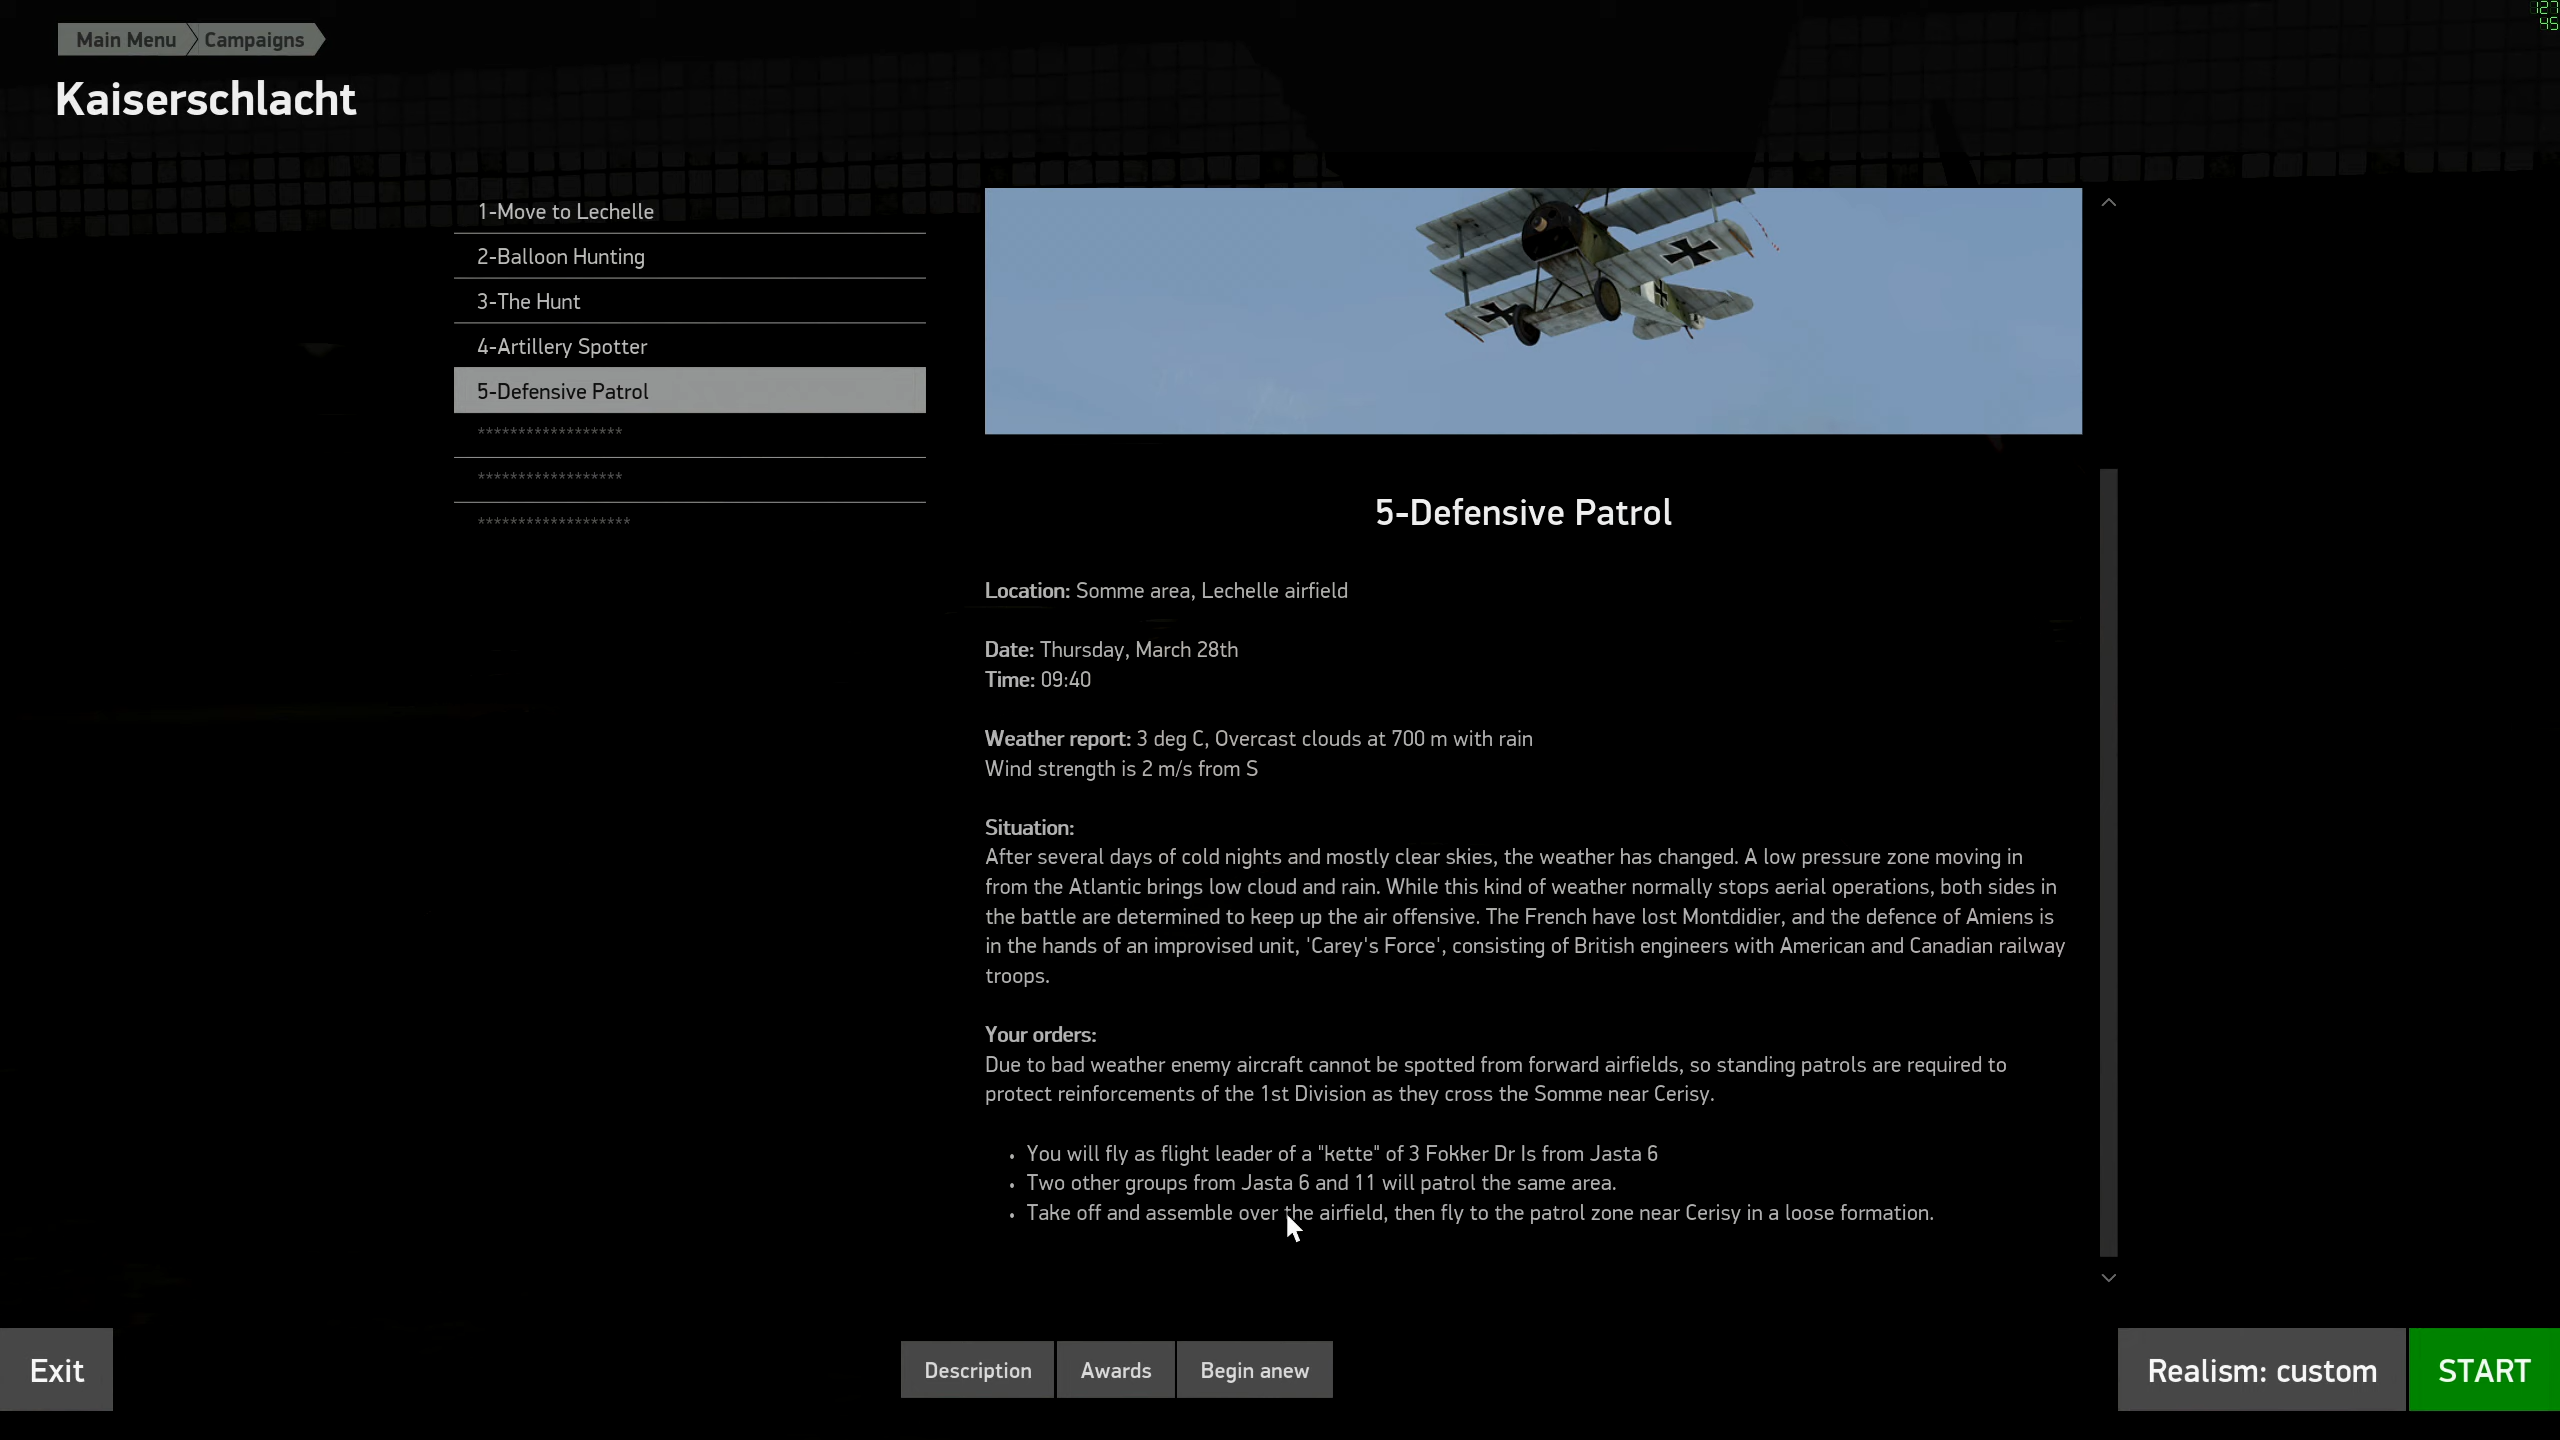 127
45
Main Menu
Campaigns
Kaiserschlacht
1-Move to Lechelle
2-Balloon Hunting
3-The Hunt
4-Artillery Spotter
5-Defensive Patrol
******************
******************
*******************
5-Defensive Patrol
Location: Somme area, Lechelle airfield
Date: Thursday, March 28th
Time: 09:40
Weather report: 3 deg C, Overcast clouds at 700 m with rain
Wind strength is 2 m/s from S
Situation:
After several days of cold nights and mostly clear skies, the weather has changed. A low pressure zone moving in
from the Atlantic brings low cloud and rain. While this kind of weather normally stops aerial operations, both sides in
the battle are determined to keep up the air offensive. The French have lost Montdidier, and the defence of Amiens is
in the hands of an improvised unit, 'Carey's Force', consisting of British engineers with American and Canadian railway
troops.
Your orders:
Due to bad weather enemy aircraft cannot be spotted from forward airfields, so standing patrols are required to
protect reinforcements of the 1st Division as they cross the Somme near Cerisy.
• You will fly as flight leader of a "kette" of 3 Fokker Dr Is from Jasta 6
• Two other groups from Jasta 6 and 11 will patrol the same area.
• Take off and assemble over the airfield, then fly to the patrol zone near Cerisy in a loose formation.
Exit
Description
Awards
Begin anew
Realism: custom
START